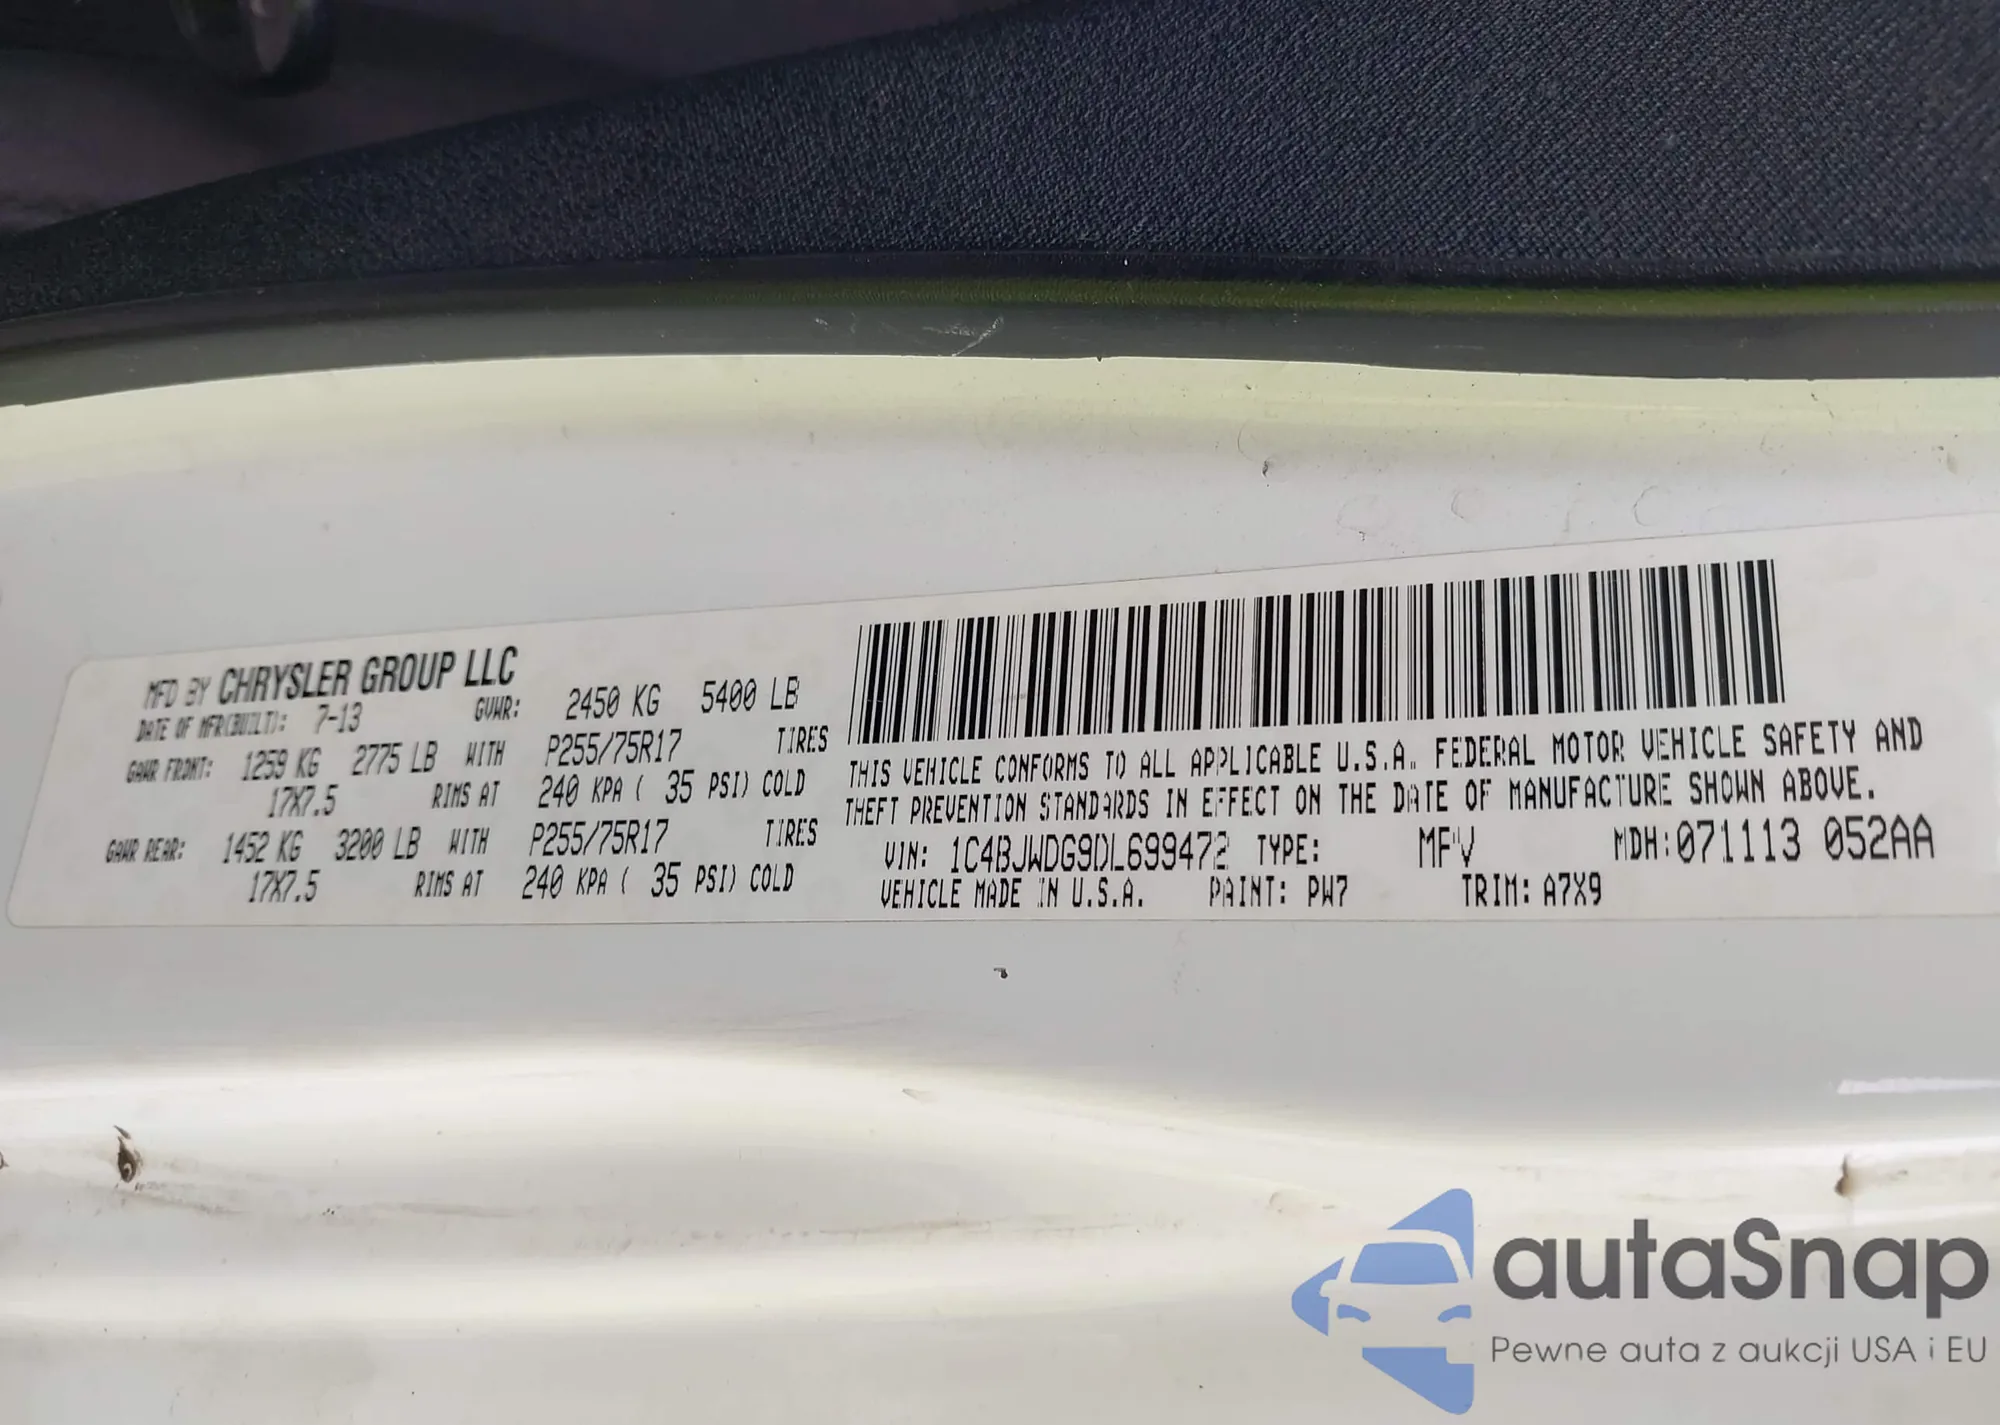 MFD BY CHRYSLER GROUP LLC
DATE OF MFR(BUILT): 7-13 GVWR: 2450 KG 5400 LB
GAWR FRONT: 1259 KG 2775 LB WITH P255/75R17 TIRES
17X7.5 RIMS AT 240 KPA ( 35 PSI) COLD
GAWR REAR: 1452 KG 3200 LB WITH P255/75R17 TIRES
17X7.5 RIMS AT 240 KPA ( 35 PSI) COLD
THIS VEHICLE CONFORMS TO ALL APPLICABLE U.S.A. FEDERAL MOTOR VEHICLE SAFETY AND
THEFT PREVENTION STANDARDS IN EFFECT ON THE DATE OF MANUFACTURE SHOWN ABOVE.
VIN: 1C4BJWDG9DL699472 TYPE: MPV MDH:071113 052AA
VEHICLE MADE IN U.S.A. PAINT: PW7 TRIM: A7X9
autaSnap
Pewne auta z aukcji USA i EU